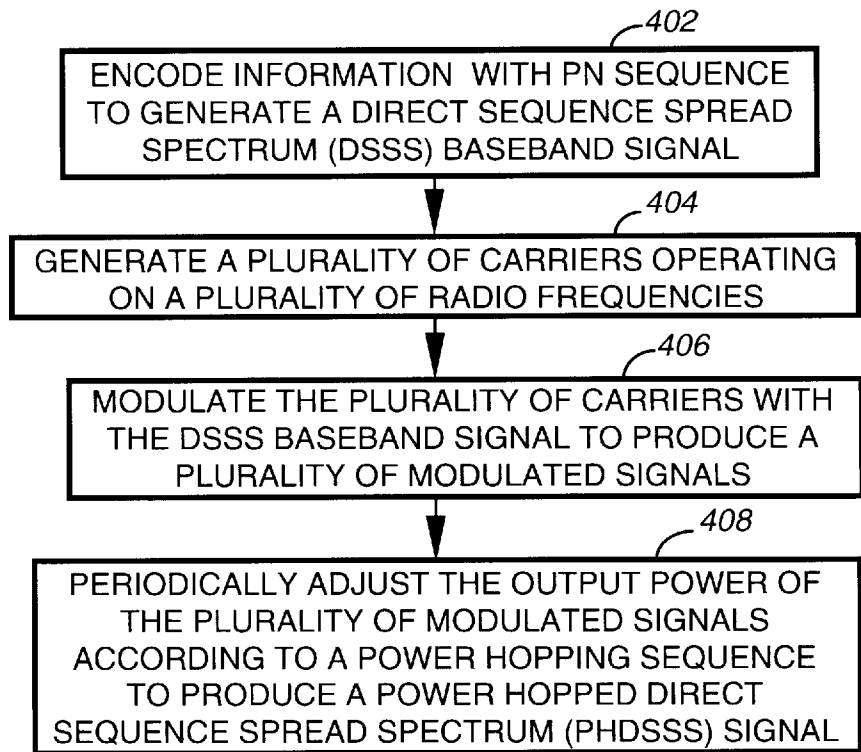 402
ENCODE INFORMATION WITH PN SEQUENCE
TO GENERATE A DIRECT SEQUENCE SPREAD
SPECTRUM (DSSS) BASEBAND SIGNAL
404
GENERATE A PLURALITY OF CARRIERS OPERATING
ON A PLURALITY OF RADIO FREQUENCIES
406
MODULATE THE PLURALITY OF CARRIERS WITH
THE DSSS BASEBAND SIGNAL TO PRODUCE A
PLURALITY OF MODULATED SIGNALS
408
PERIODICALLY ADJUST THE OUTPUT POWER OF
THE PLURALITY OF MODULATED SIGNALS
ACCORDING TO A POWER HOPPING SEQUENCE
TO PRODUCE A POWER HOPPED DIRECT
SEQUENCE SPREAD SPECTRUM (PHDSSS) SIGNAL